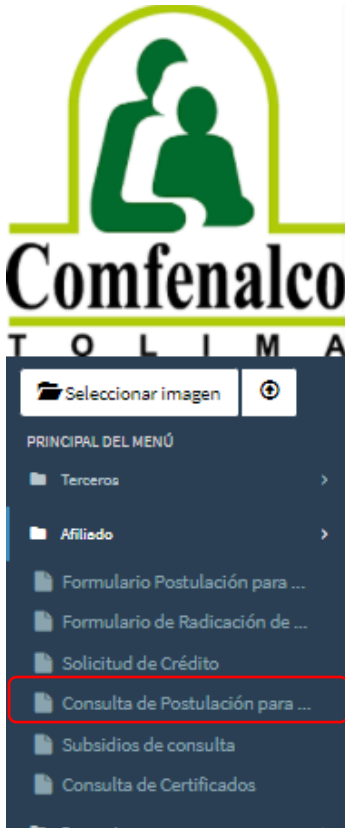 Comfenalco
TOLIMA
Seleccionar imagen
PRINCIPAL DEL MENÚ
Terceros
Afiliado
Formulario Postulación para ...
Formulario de Radicación de ...
Solicitud de Crédito
Consulta de Postulación para ...
Subsidios de consulta
Consulta de Certificados